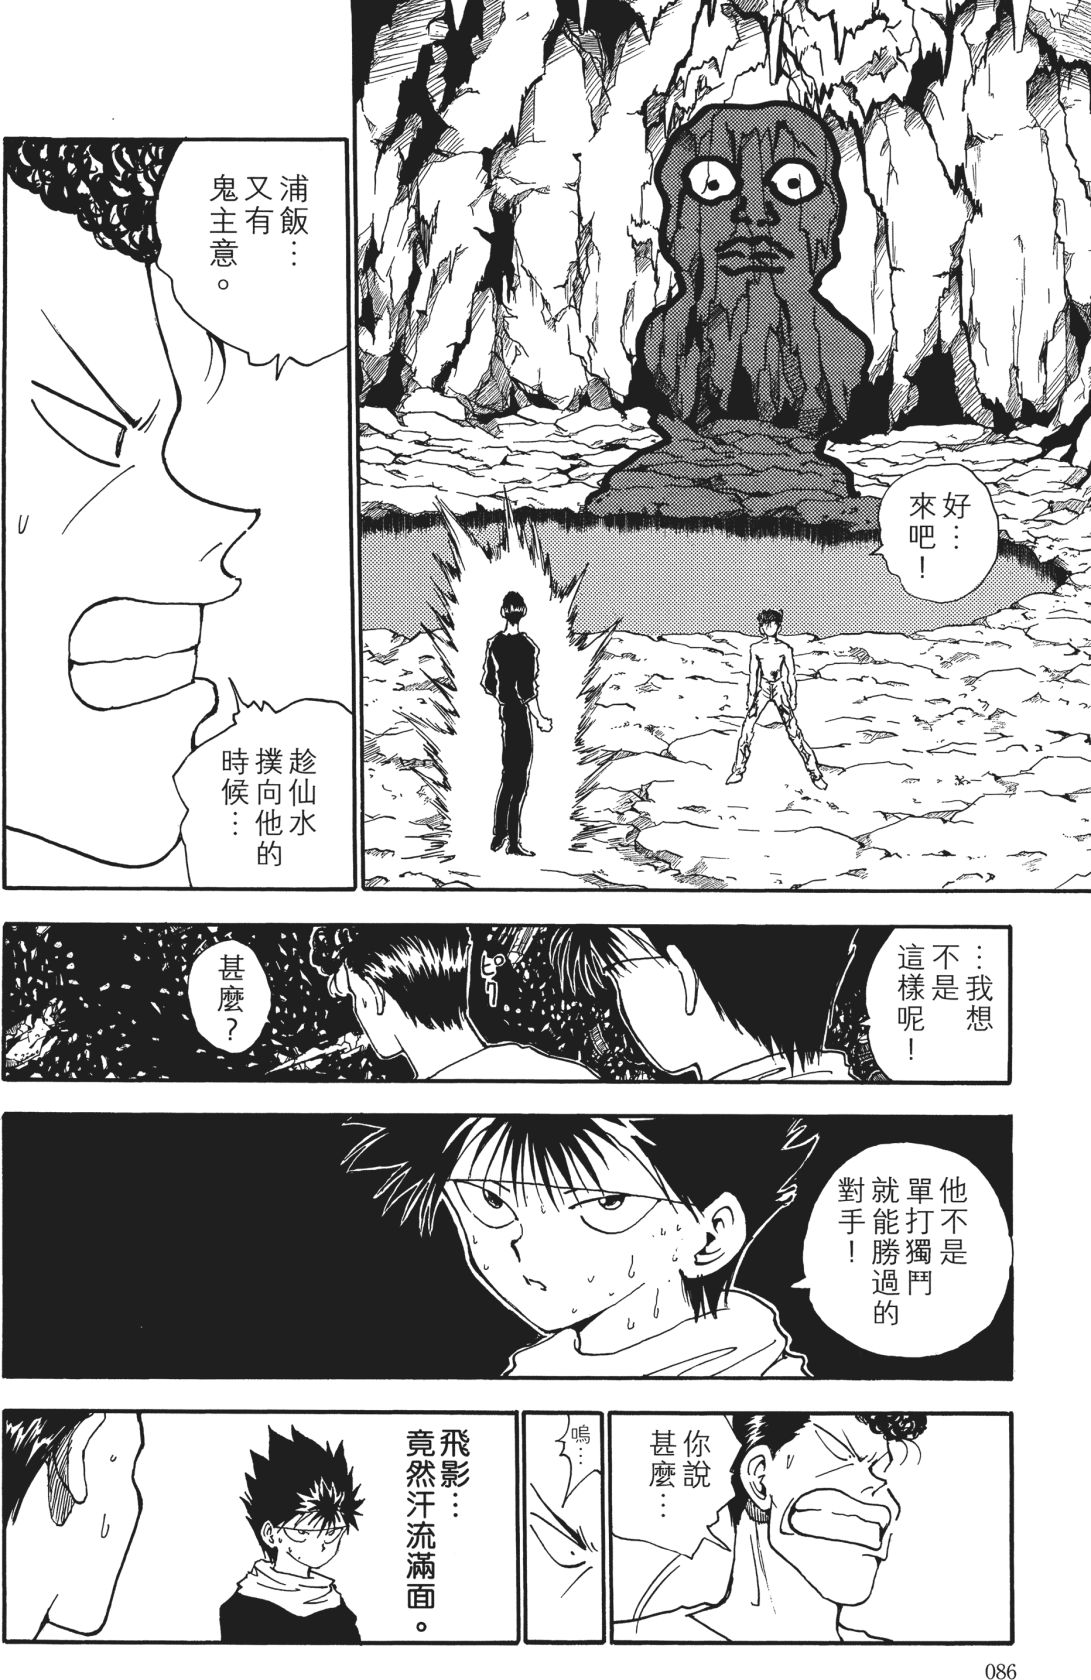 好…
來吧！
浦飯…
又有
鬼主意。
趁仙水
撲向他的
時候…
…我想
不是
這樣呢！
ピク
甚麼？
他不是
單打獨鬥
就能勝過的
對手！
你說
甚麼…
嗚…
飛影…
竟然汗流滿面。
086